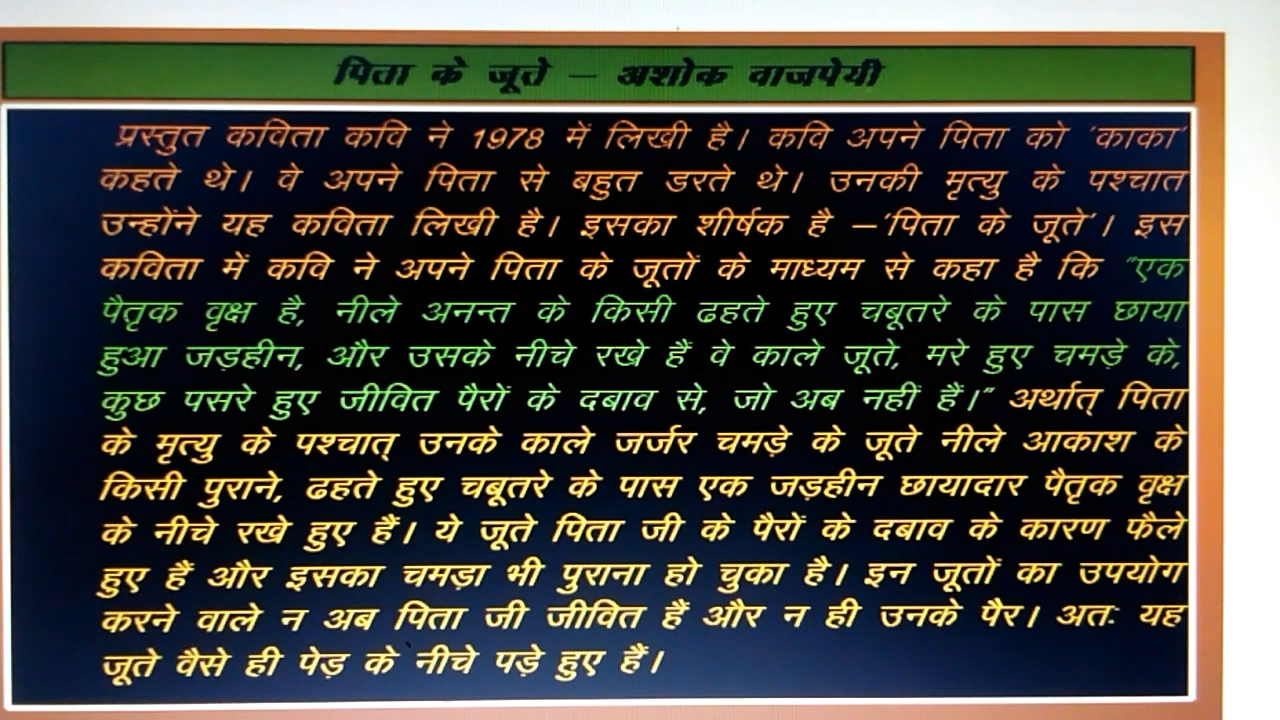 पिता के जूते – अशोक वाजपेयी
प्रस्तुत कविता कवि ने 1978 में लिखी है। कवि अपने पिता को 'काका'
कहते थे। वे अपने पिता से बहुत डरते थे। उनकी मृत्यु के पश्चात
उन्होंने यह कविता लिखी है। इसका शीर्षक है –'पिता के जूते'। इस
कविता में कवि ने अपने पिता के जूतों के माध्यम से कहा है कि "एक
पैतृक वृक्ष है, नीले अनन्त के किसी ढहते हुए चबूतरे के पास छाया
हुआ जड़हीन, और उसके नीचे रखे हैं वे काले जूते, मरे हुए चमड़े के,
कुछ पसरे हुए जीवित पैरों के दबाव से, जो अब नहीं हैं।" अर्थात् पिता
के मृत्यु के पश्चात् उनके काले जर्जर चमड़े के जूते नीले आकाश के
किसी पुराने, ढहते हुए चबूतरे के पास एक जड़हीन छायादार पैतृक वृक्ष
के नीचे रखे हुए हैं। ये जूते पिता जी के पैरों के दबाव के कारण फैले
हुए हैं और इसका चमड़ा भी पुराना हो चुका है। इन जूतों का उपयोग
करने वाले न अब पिता जी जीवित हैं और न ही उनके पैर। अतः यह
जूते वैसे ही पेड़ के नीचे पड़े हुए हैं।